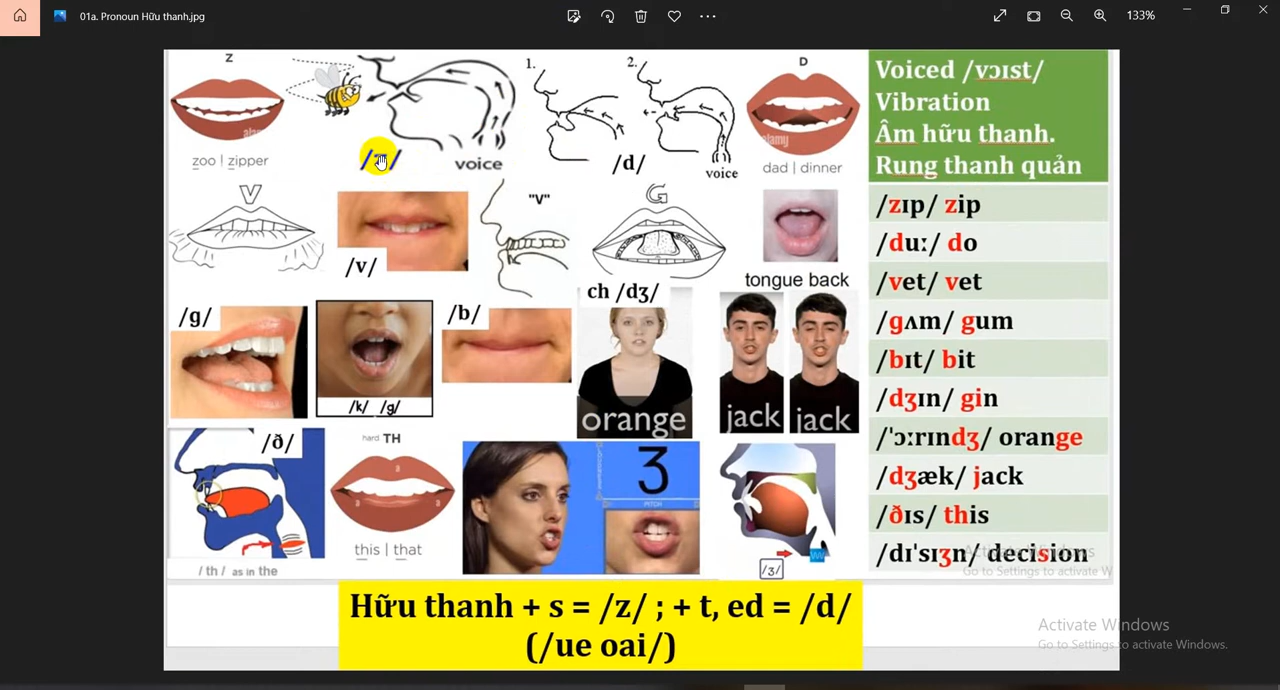 01a. Pronoun Hữu thanh.jpg
133%
Z
zoo | zipper
/z/
voice
1.
2.
/d/
voice
D
dad | dinner
alamy
V
/v/
"V"
G
tongue back
/g/
/k/ /g/
/b/
ch /dʒ/
orange
jack
jack
/ð/
/ th / as in the
hard TH
this | that
3
PITCH
/ʒ/
Voiced /vɔɪst/
Vibration
Âm hữu thanh.
Rung thanh quản
/zɪp/ zip
/duː/ do
/vet/ vet
/gʌm/ gum
/bɪt/ bit
/dʒɪn/ gin
/ˈɔːrɪndʒ/ orange
/dʒæk/ jack
/ðɪs/ this
/dɪˈsɪʒn/ decision
Hữu thanh + s = /z/ ; + t, ed = /d/
(/ue oai/)
Activate Windows
Go to Settings to activate Windows.